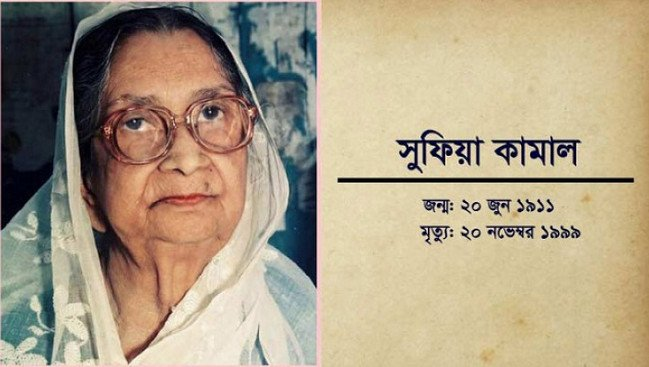 সুফিয়া কামাল
জন্ম: ২০ জুন ১৯১১
মৃত্যু: ২০ নভেম্বর ১৯৯৯